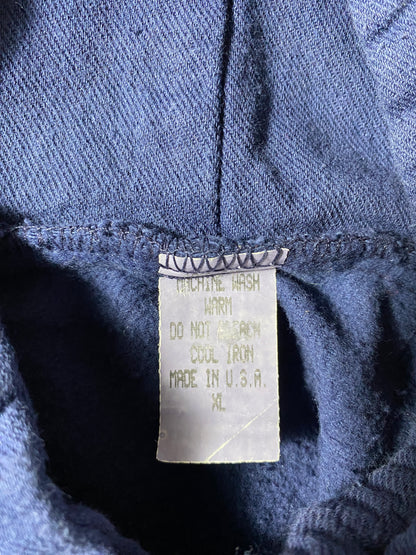 MACHINE WASH
WARM
DO NOT BLEACH
COOL IRON
MADE IN U.S.A.
XL